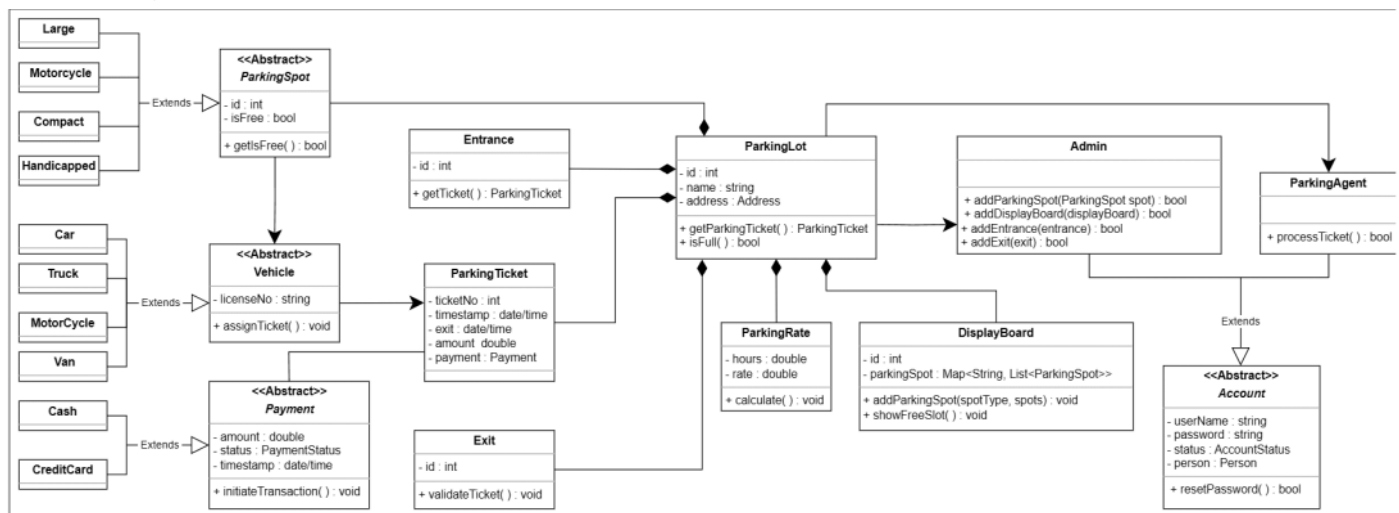 Large
Motorcycle
Compact
Handicapped
Extends
<<Abstract>>
ParkingSpot
- id : int
- isFree : bool
+ getIsFree( ) : bool
Entrance
- id : int
+ getTicket( ) : ParkingTicket
ParkingLot
- id : int
- name : string
- address : Address
+ getParkingTicket( ) : ParkingTicket
+ isFull( ) : bool
Admin
+ addParkingSpot(ParkingSpot spot) : bool
+ addDisplayBoard(displayBoard) : bool
+ addEntrance(entrance) : bool
+ addExit(exit) : bool
ParkingAgent
+ processTicket( ) : bool
Car
Truck
MotorCycle
Van
Extends
<<Abstract>>
Vehicle
- licenseNo : string
+ assignTicket( ) : void
ParkingTicket
- ticketNo : int
- timestamp : date/time
- exit : date/time
- amount double
- payment : Payment
ParkingRate
- hours : double
- rate : double
+ calculate( ) : void
DisplayBoard
- id : int
- parkingSpot : Map<String, List<ParkingSpot>>
+ addParkingSpot(spotType, spots) : void
+ showFreeSlot( ) : void
Extends
Cash
CreditCard
Extends
<<Abstract>>
Payment
- amount : double
- status : PaymentStatus
- timestamp : date/time
+ initiateTransaction( ) : void
Exit
- id : int
+ validateTicket( ) : void
<<Abstract>>
Account
- userName : string
- password : string
- status : AccountStatus
- person : Person
+ resetPassword( ) : bool